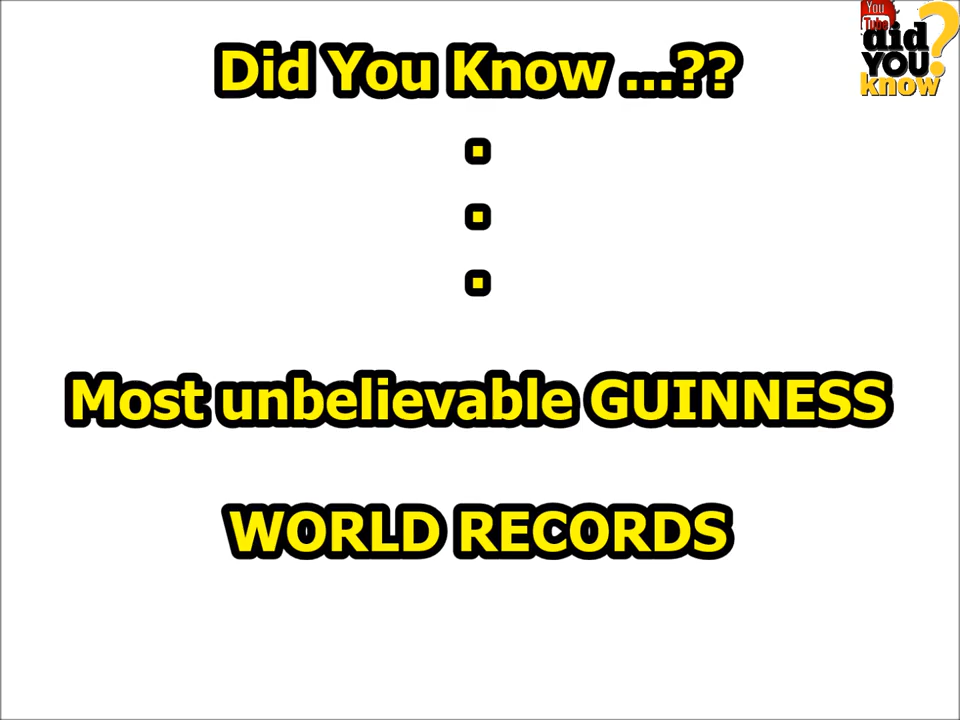 Did You Know ...??
.
.
.
Most unbelievable GUINNESS
WORLD RECORDS
You
Tube
did
YOU
know
?